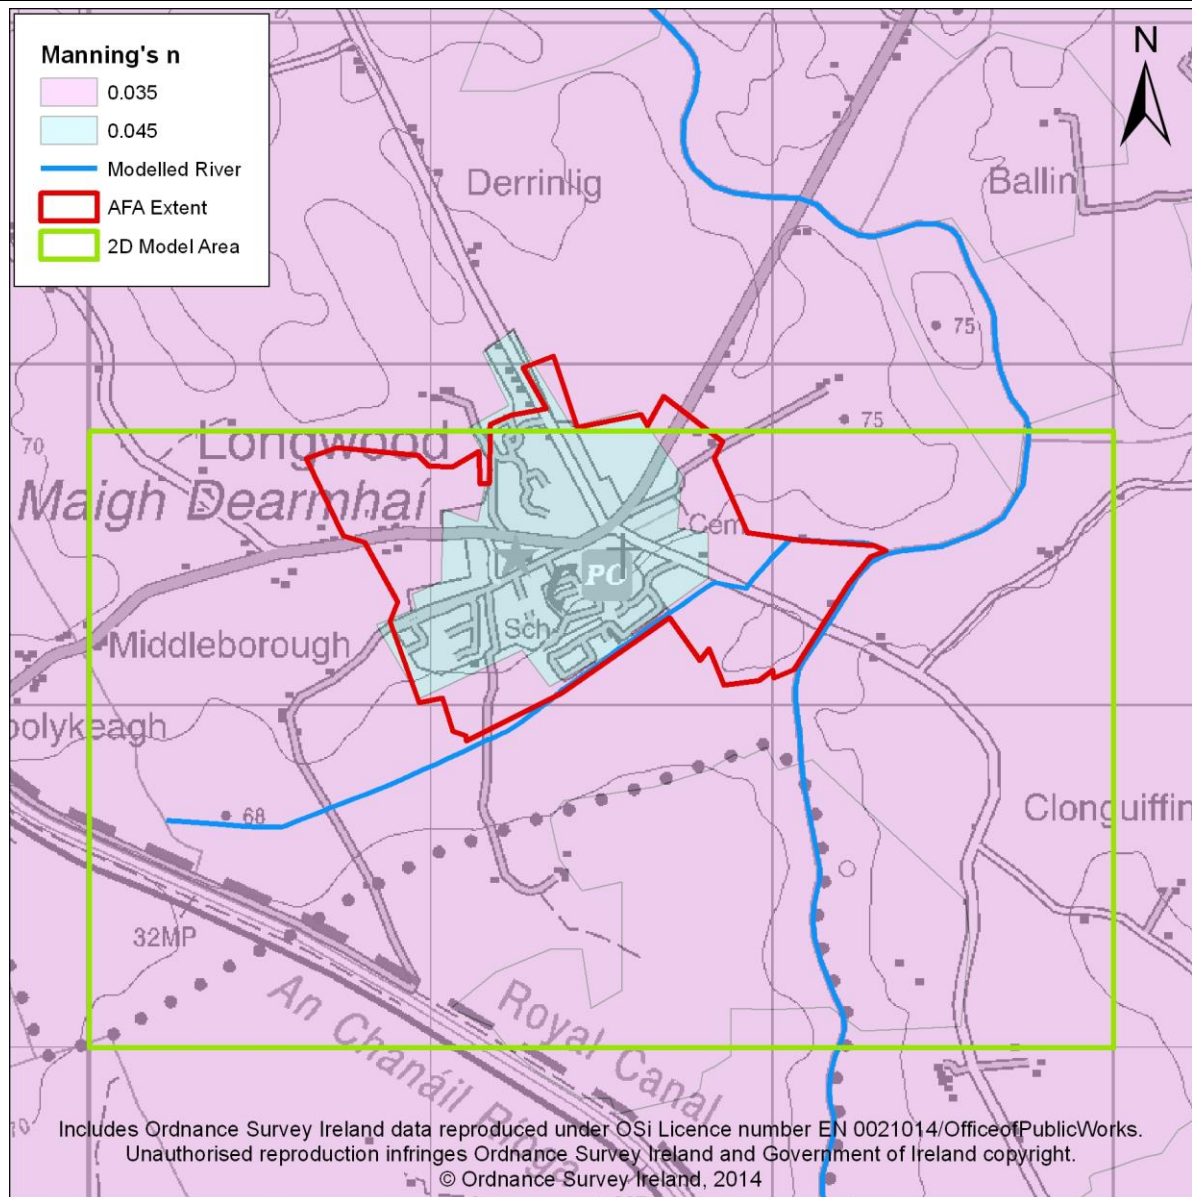 Manning's n
0.035
0.045
Modelled River
AFA Extent
2D Model Area
N
Derrinlig
Ballin
75
75
70
Longwood
Maigh Dearmhaí
Cem
PO
Sch
Middleborough
oolykeagh
68
Clonguiffin
32MP
Royal Canal
An Chanáil Ríoga
70
Includes Ordnance Survey Ireland data reproduced under OSi Licence number EN 0021014/OfficeofPublicWorks.
Unauthorised reproduction infringes Ordnance Survey Ireland and Government of Ireland copyright.
© Ordnance Survey Ireland, 2014